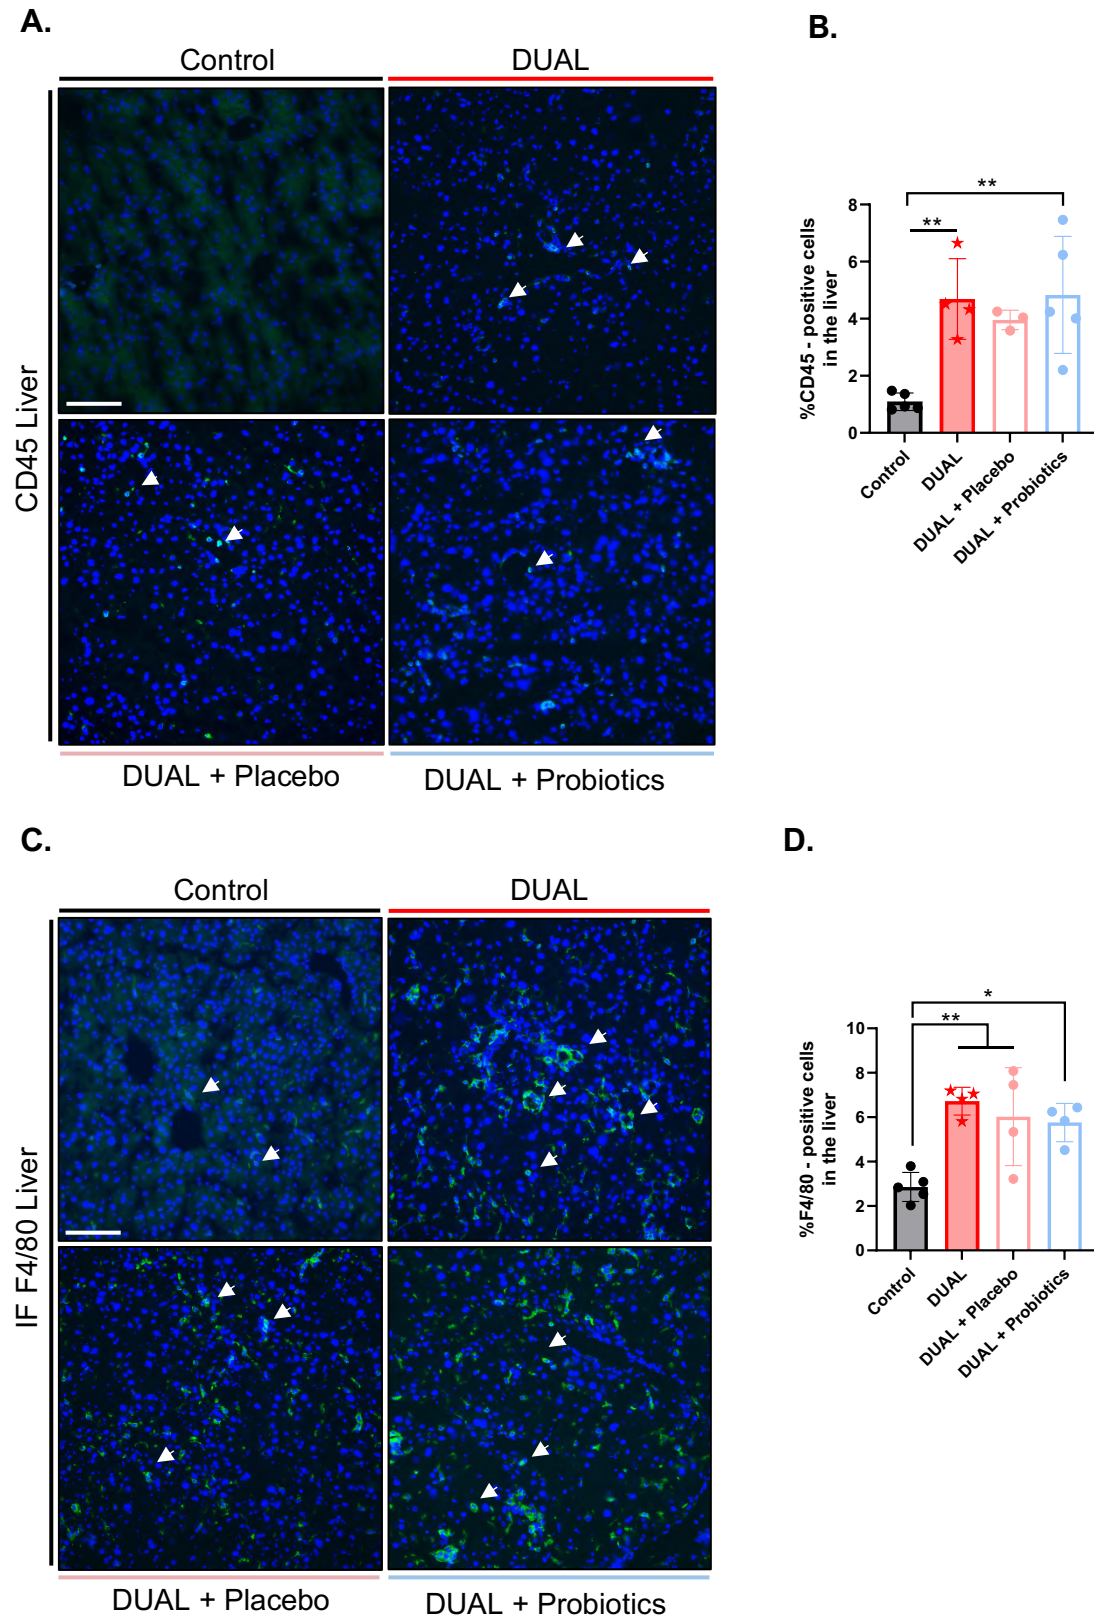 A.
Control
DUAL
CD45 Liver
DUAL + Placebo
DUAL + Probiotics
B.
**
**
%CD45 - positive cells
in the liver
8
6
4
2
0
Control
DUAL
DUAL + Placebo
DUAL + Probiotics
C.
Control
DUAL
IF F4/80 Liver
DUAL + Placebo
DUAL + Probiotics
D.
*
**
%F4/80 - positive cells
in the liver
10
8
6
4
2
0
Control
DUAL
DUAL + Placebo
DUAL + Probiotics